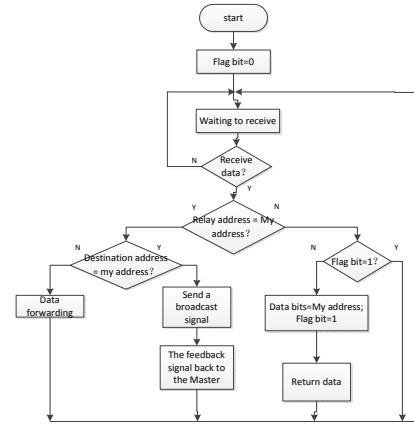 start
Flag bit=0
Waiting to receive
Receive
data?
N
Y
Relay address = My
address?
Y
N
Destination address
= my address?
N
Y
Flag bit=1?
N
Y
Data
forwarding
Send a
broadcast
signal
Data bits=My address;
Flag bit=1
The feedback
signal back to
the Master
Return data